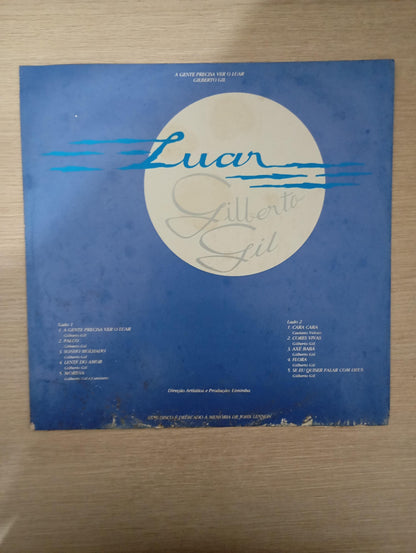 A GENTE PRECISA VER O LUAR
GILBERTO GIL
Luar
Gilberto
Gil
Lado 1
1. A GENTE PRECISA VER O LUAR
Gilberto Gil
2. PALCO
Gilberto Gil
3. SONHO MOLHADO
Gilberto Gil
4. LENTE DO AMOR
Gilberto Gil
5. MORENA
Gilberto Gil e
Lado 2
1. CARA CARA
Caetano Veloso
2. CORES VIVAS
Gilberto Gil
3. AXÉ BABÁ
Gilberto Gil
4. FLORA
Gilberto Gil
5. SE EU QUISER FALAR COM DEUS
Gilberto Gil
Direção Artística e Produção: Liminha
ESTE DISCO É DEDICADO À MEMÓRIA DE JOHN LENNON